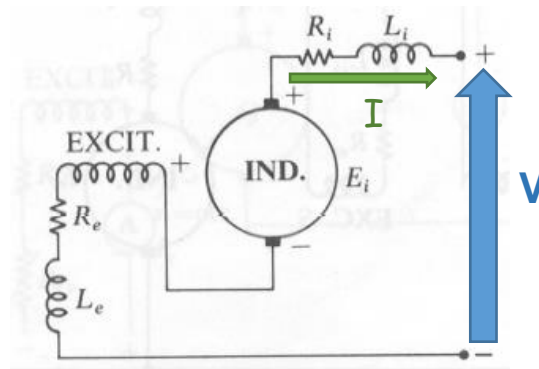 Rᵢ Lᵢ
+
+
I
V
EXCIT. +
IND. Eᵢ
Rₑ
−
Lₑ
−